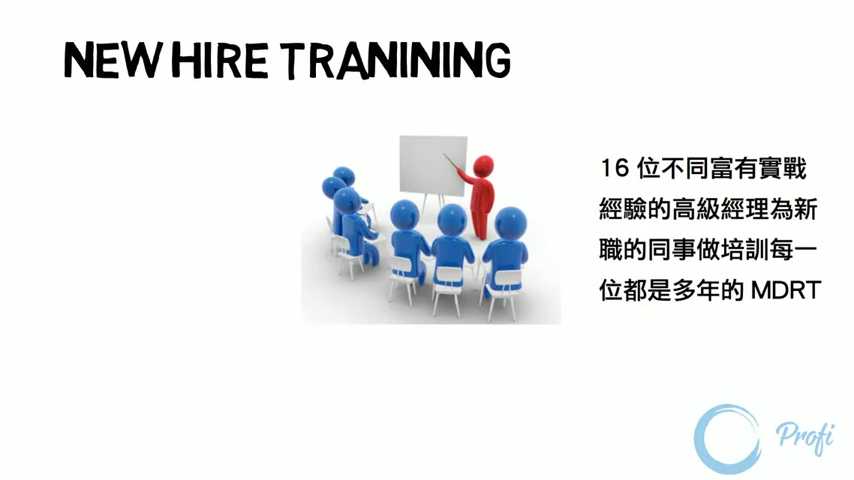 NEW HIRE TRANINING
16 位不同富有實戰
經驗的高級經理為新
職的同事做培訓每一
位都是多年的 MDRT
Profi